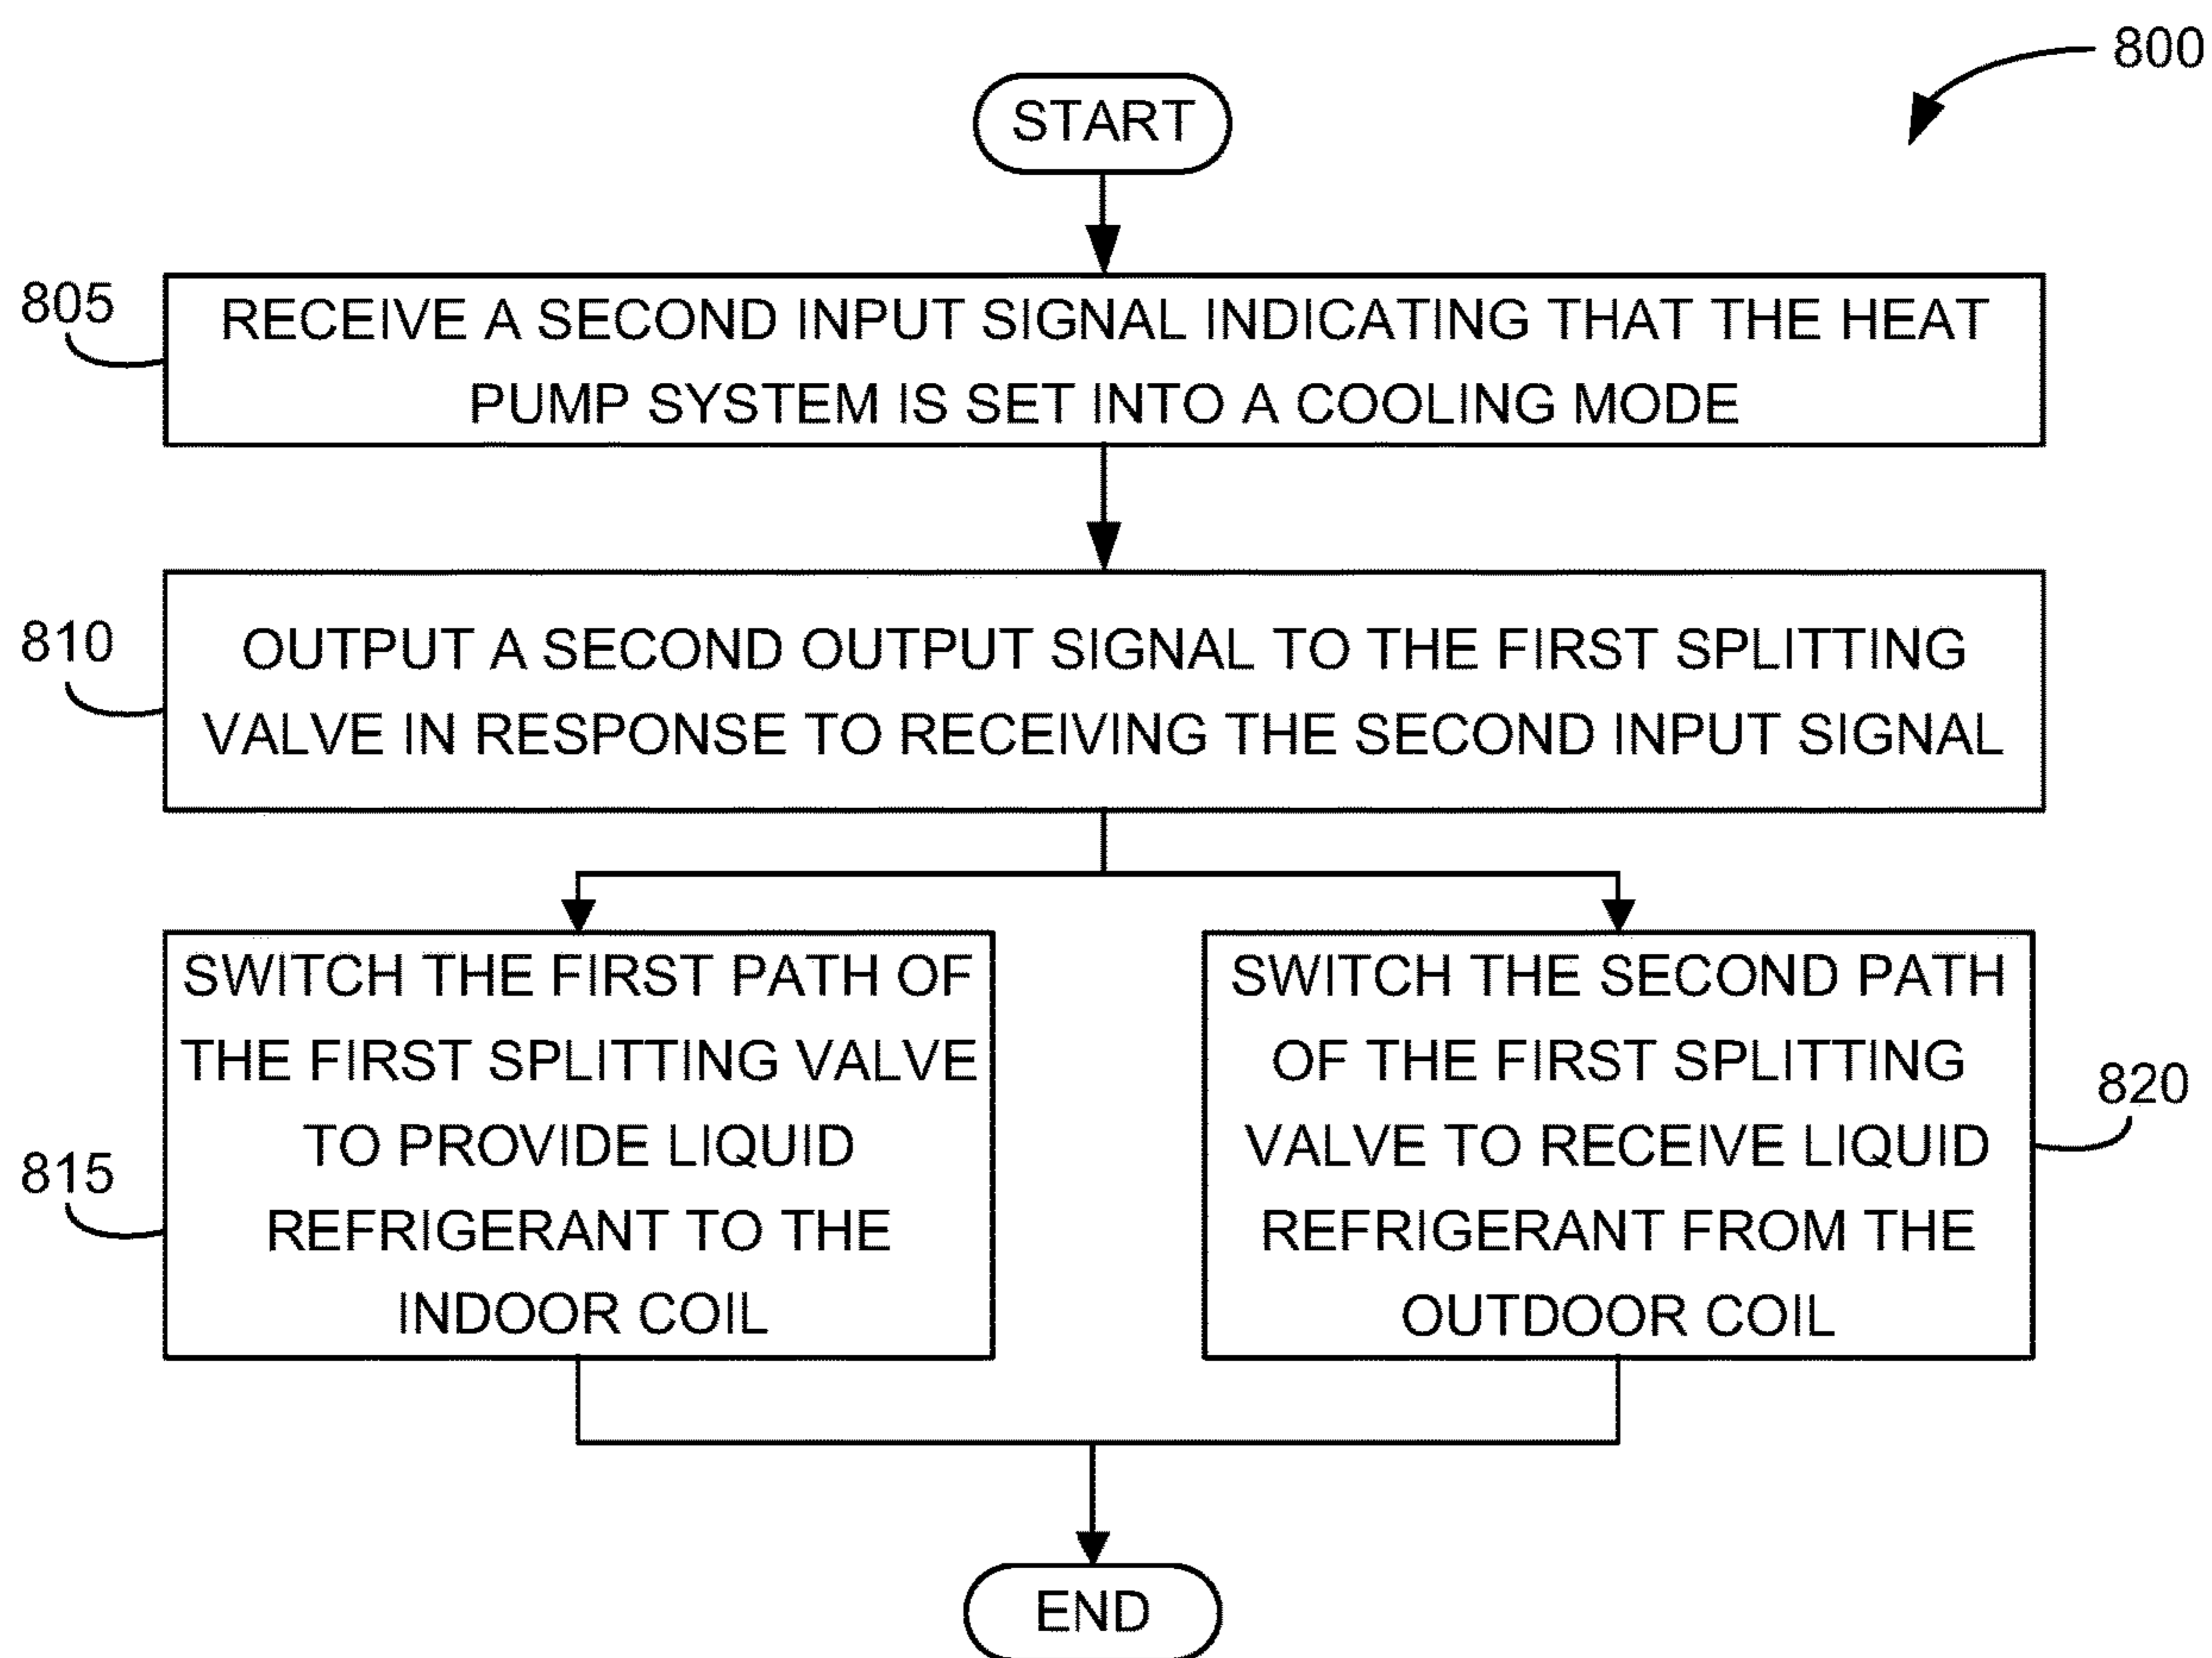 800
START
805
RECEIVE A SECOND INPUT SIGNAL INDICATING THAT THE HEAT
PUMP SYSTEM IS SET INTO A COOLING MODE
810
OUTPUT A SECOND OUTPUT SIGNAL TO THE FIRST SPLITTING
VALVE IN RESPONSE TO RECEIVING THE SECOND INPUT SIGNAL
815
SWITCH THE FIRST PATH OF
THE FIRST SPLITTING VALVE
TO PROVIDE LIQUID
REFRIGERANT TO THE
INDOOR COIL
SWITCH THE SECOND PATH
OF THE FIRST SPLITTING
VALVE TO RECEIVE LIQUID
REFRIGERANT FROM THE
OUTDOOR COIL
820
END